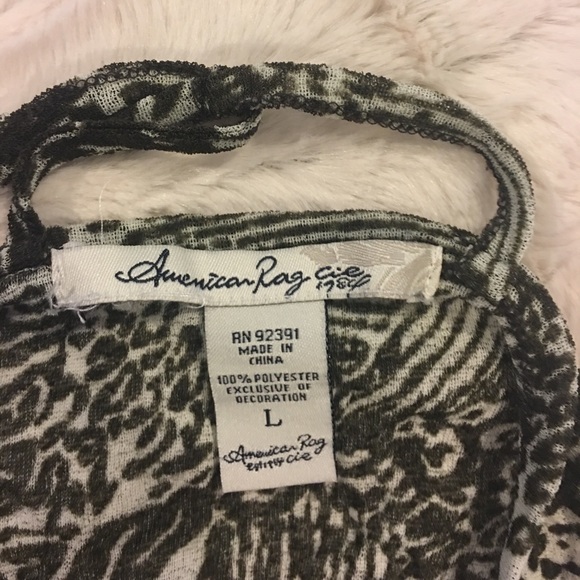 American Rag Cie
1984
RN 92391
MADE IN
CHINA
100% POLYESTER
EXCLUSIVE OF
DECORATION
L
American Rag
Cie